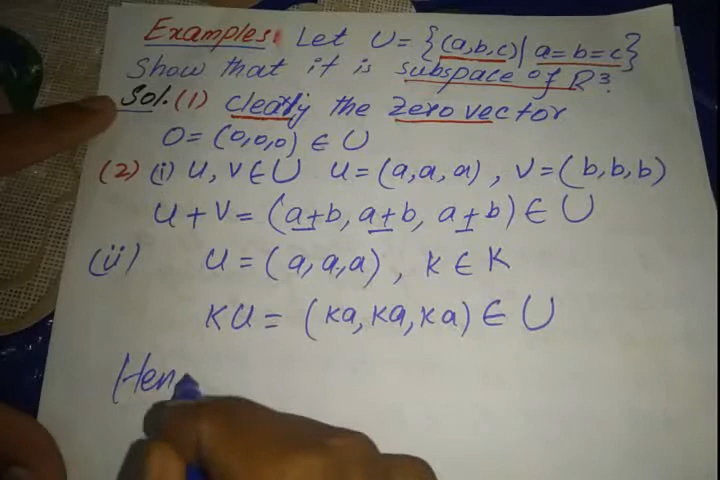 Examples: Let U = {(a,b,c) | a=b=c}
Show that it is subspace of R³.
Sol. (1) Clearly the Zero vector
0 = (0,0,0) ∈ U
(2) (i) u, v ∈ U u = (a, a, a), v = (b, b, b)
u + v = (a+b, a+b, a+b) ∈ U
(ii) u = (a, a, a), k ∈ K
ku = (ka, ka, ka) ∈ U
Hen